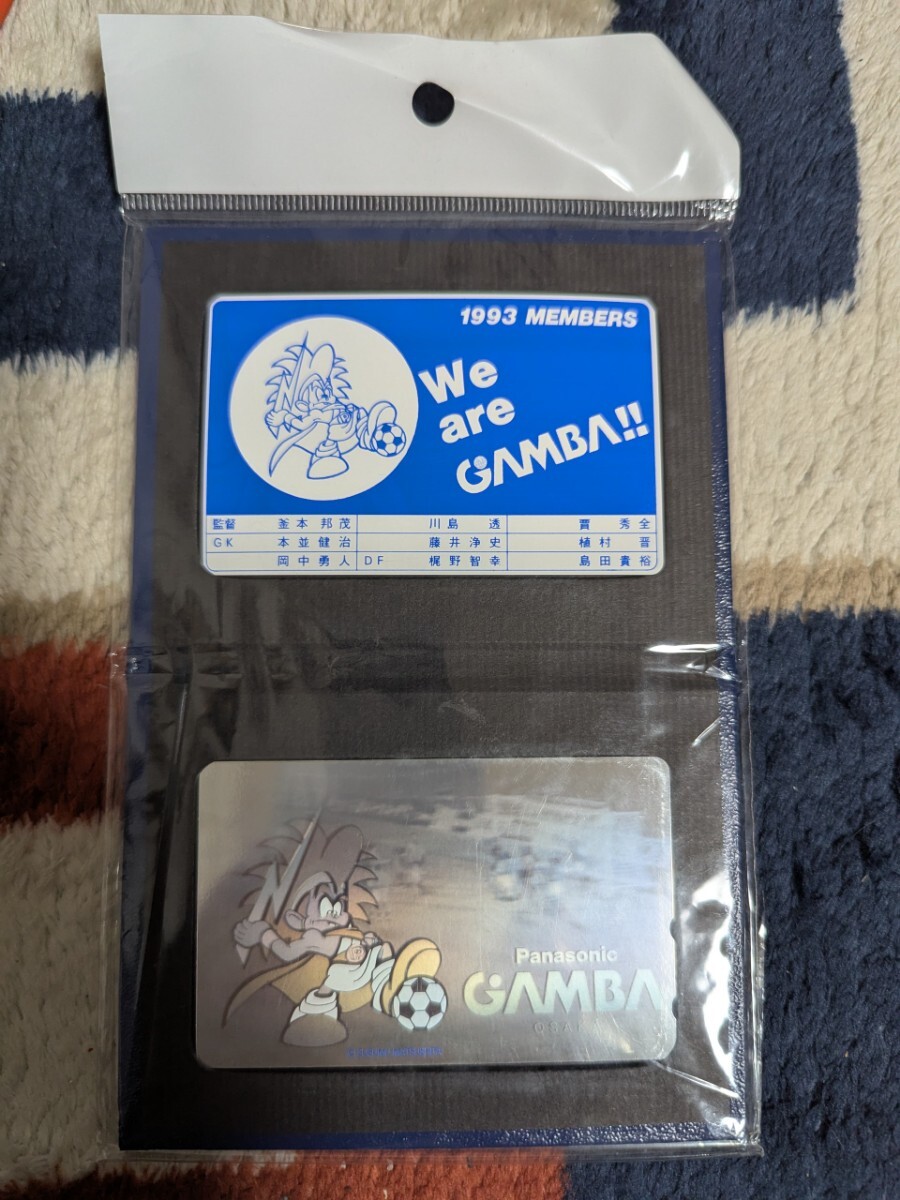 1993 MEMBERS
We
are
GAMBA!!
監督 釜本邦茂 川島 透 賈 秀全
GK 本並健治 藤井浄史 植村 晋
岡中勇人 DF 梶野智幸 島田貴裕
Panasonic
GAMBA
OSAKA